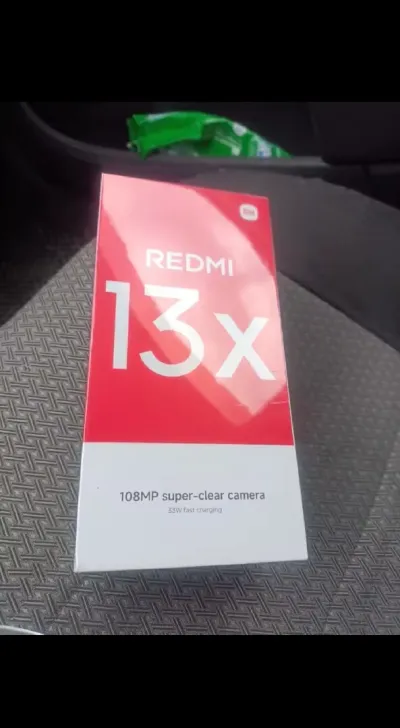 REDMI
13x
108MP super-clear camera
33W fast charging